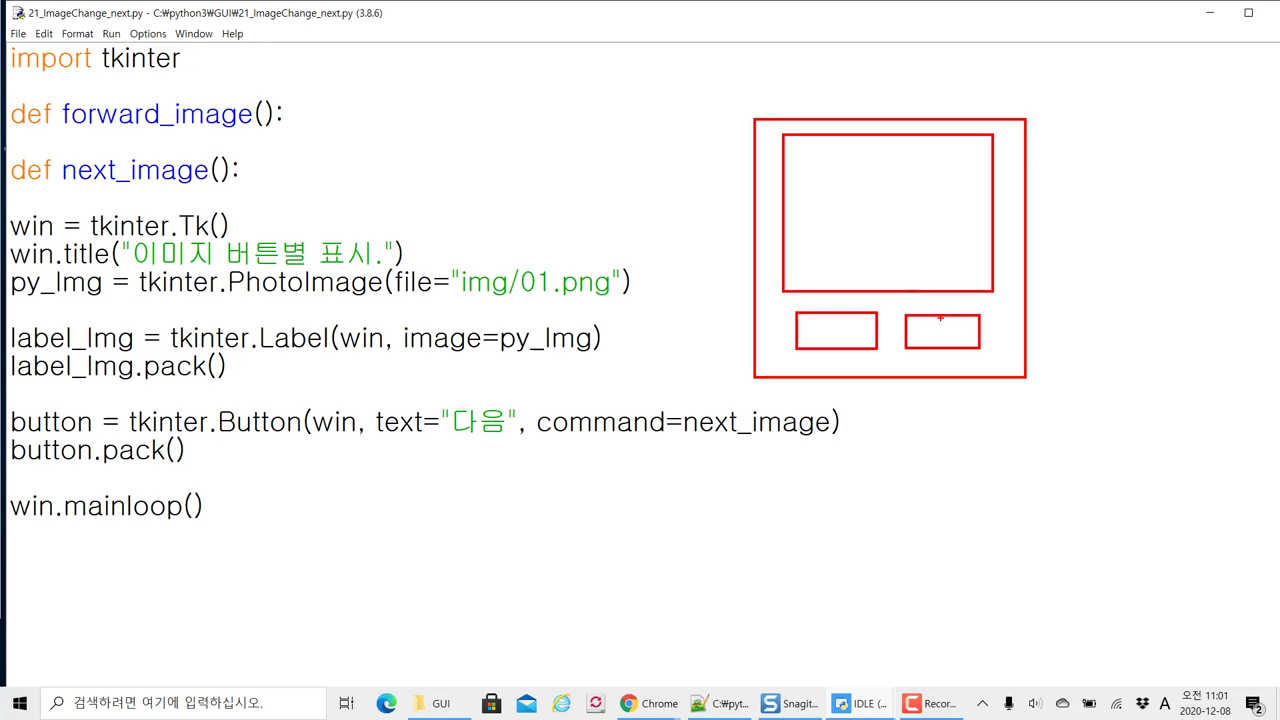 21_ImageChange_next.py - C:₩python3₩GUI₩21_ImageChange_next.py (3.8.6)
File Edit Format Run Options Window Help
import tkinter
def forward_image():
def next_image():
win = tkinter.Tk()
win.title("이미지 버튼별 표시.")
py_Img = tkinter.PhotoImage(file="img/01.png")
label_Img = tkinter.Label(win, image=py_Img)
label_Img.pack()
button = tkinter.Button(win, text="다음", command=next_image)
button.pack()
win.mainloop()
검색하려면 여기에 입력하십시오. GUI Chrome C:₩pyt... Snagit... IDLE (... Recor... A 오전 11:01
2020-12-08 2